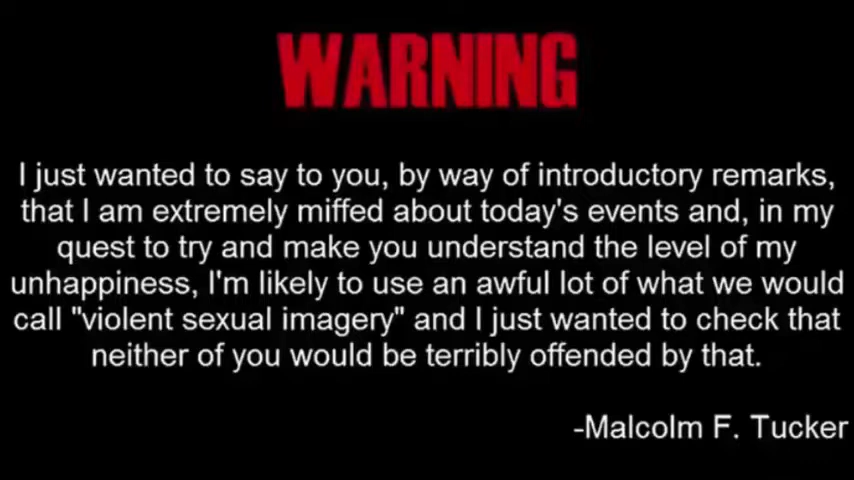 WARNING
I just wanted to say to you, by way of introductory remarks,
that I am extremely miffed about today's events and, in my
quest to try and make you understand the level of my
unhappiness, I'm likely to use an awful lot of what we would
call "violent sexual imagery" and I just wanted to check that
neither of you would be terribly offended by that.
-Malcolm F. Tucker